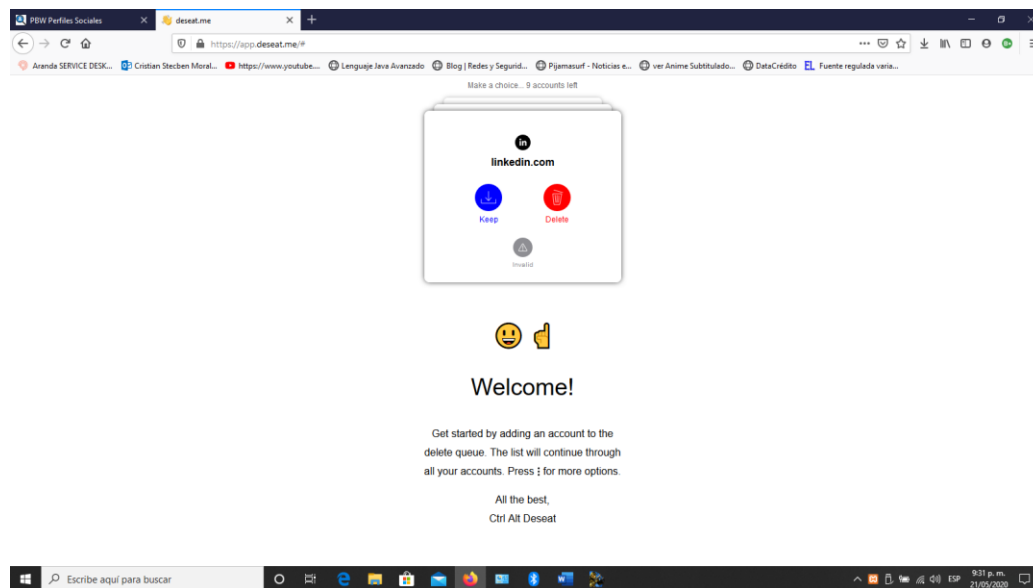 PBW Perfiles Sociales
deseat.me
https://app.deseat.me/#
Aranda SERVICE DESK...
Cristian Stecben Moral...
https://www.youtube....
Lenguaje Java Avanzado
Blog | Redes y Segurid...
Pijamasurf - Noticias e...
ver Anime Subtitulado...
DataCrédito
EL Fuente regulada varia...
Make a choice... 9 accounts left
in
linkedin.com
Keep
Delete
Invalid
Welcome!
Get started by adding an account to the
delete queue. The list will continue through
all your accounts. Press ⋮ for more options.
All the best,
Ctrl Alt Deseat
Escribe aquí para buscar
ESP
9:31 p. m.
21/05/2020